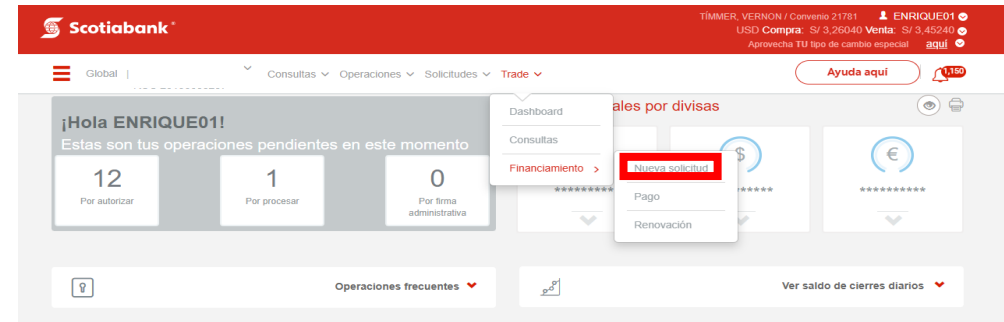 Scotiabank
TÍMMER, VERNON / Convenio 21781 ENRIQUE01
USD Compra: S/ 3,26040 Venta: S/ 3,45240
Aprovecha TU tipo de cambio especial aquí
Global |
Consultas Operaciones Solicitudes Trade
Ayuda aquí
1,150
¡Hola ENRIQUE01!
Estas son tus operaciones pendientes en este momento
12
Por autorizar
1
Por procesar
0
Por firma
administrativa
Dashboard
Consultas
Financiamiento >
Nueva solicitud
Pago
Renovación
ales por divisas
$
€
**********
*****
**********
Operaciones frecuentes
Ver saldo de cierres diarios